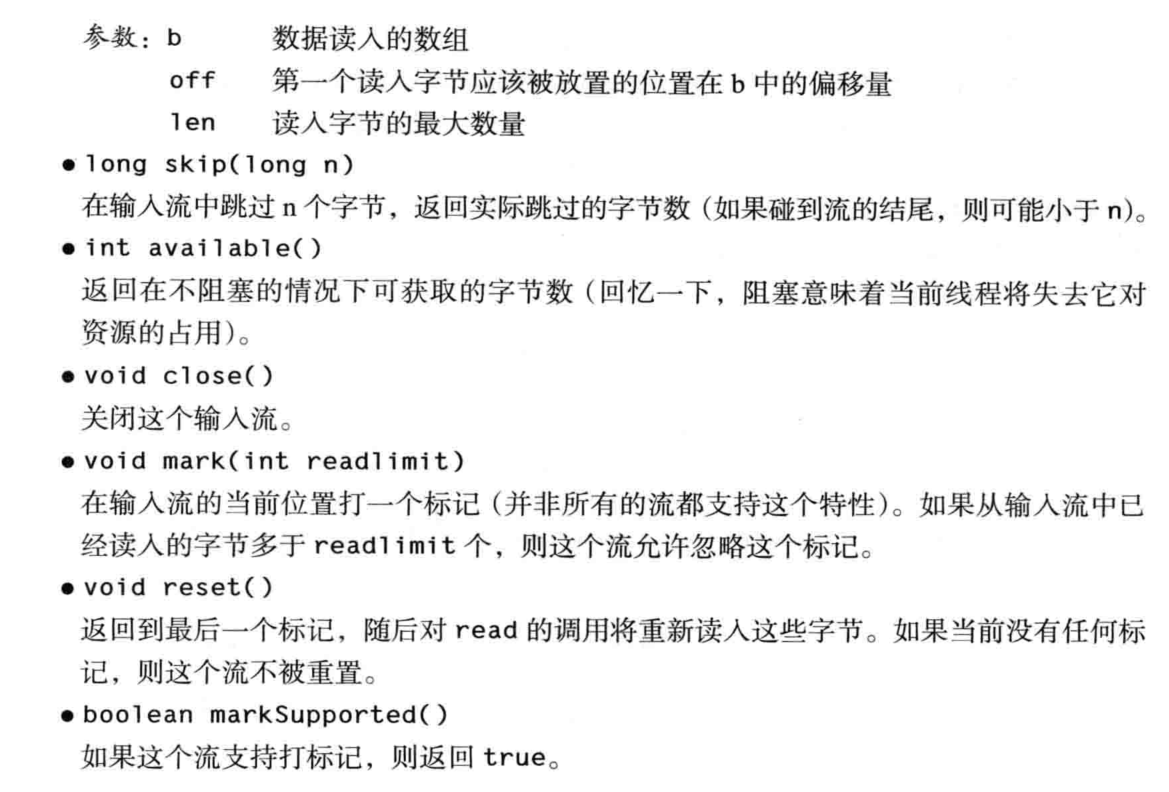 参数：b 数据读入的数组
off 第一个读入字节应该被放置的位置在 b 中的偏移量
len 读入字节的最大数量
● long skip(long n)
在输入流中跳过 n 个字节，返回实际跳过的字节数（如果碰到流的结尾，则可能小于 n）。
● int available()
返回在不阻塞的情况下可获取的字节数（回忆一下，阻塞意味着当前线程将失去它对
资源的占用）。
● void close()
关闭这个输入流。
● void mark(int readlimit)
在输入流的当前位置打一个标记（并非所有的流都支持这个特性）。如果从输入流中已
经读入的字节多于 readlimit 个，则这个流允许忽略这个标记。
● void reset()
返回到最后一个标记，随后对 read 的调用将重新读入这些字节。如果当前没有任何标
记，则这个流不被重置。
● boolean markSupported()
如果这个流支持打标记，则返回 true。